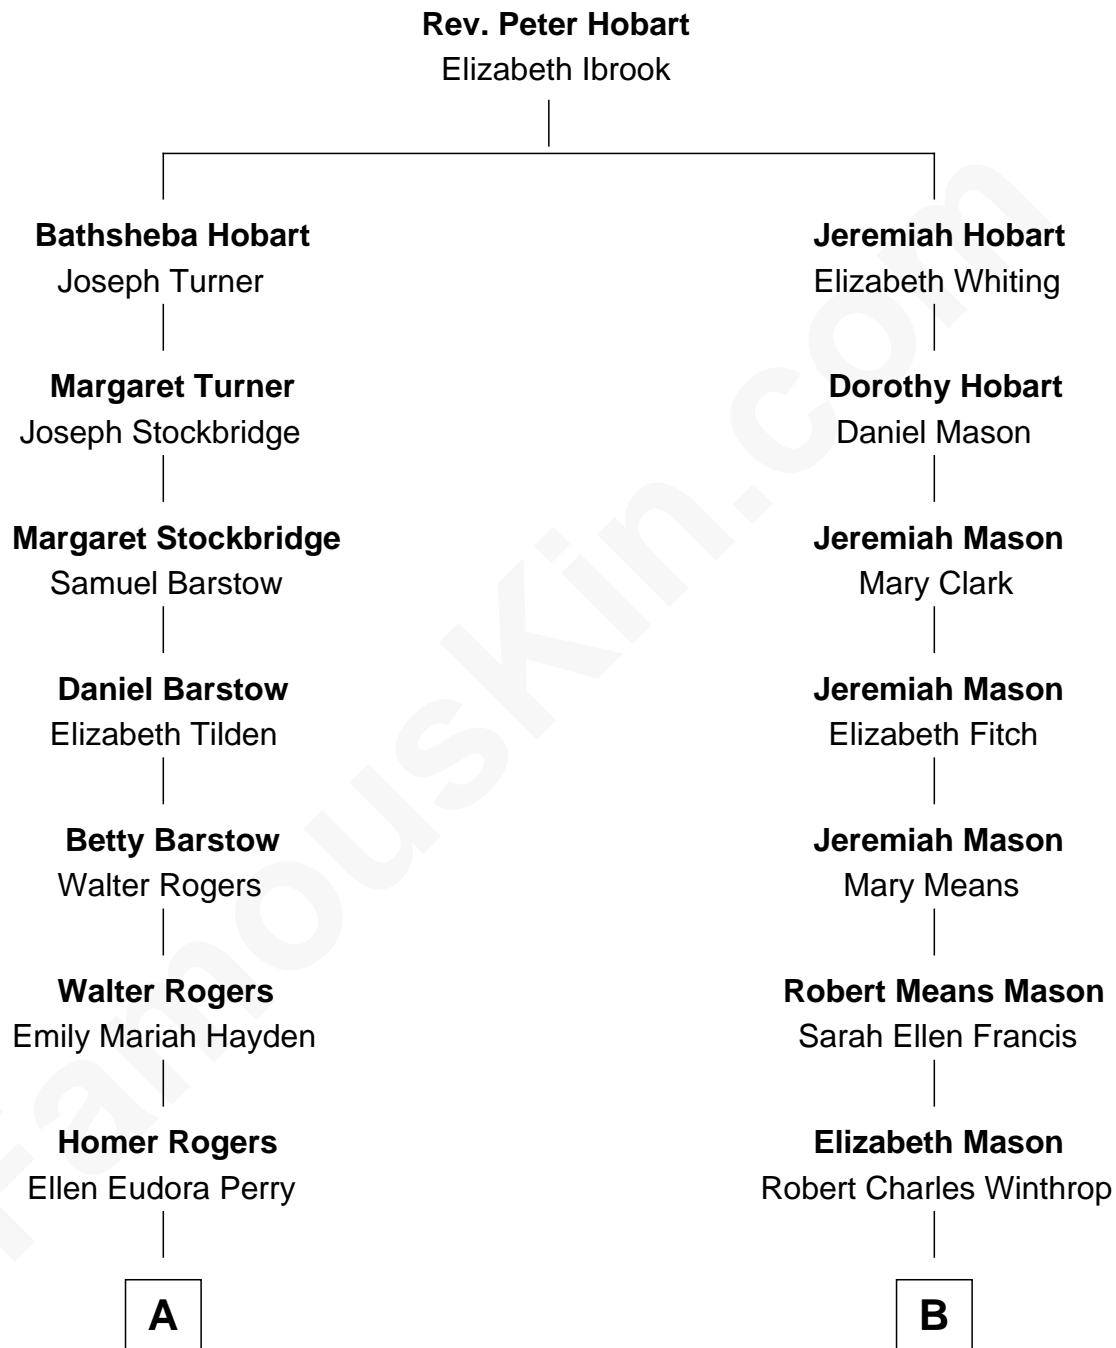 Rev. Peter Hobart
Elizabeth Ibrook
Bathsheba Hobart
Joseph Turner
Jeremiah Hobart
Elizabeth Whiting
Margaret Turner
Joseph Stockbridge
Dorothy Hobart
Daniel Mason
Margaret Stockbridge
Samuel Barstow
Jeremiah Mason
Mary Clark
Daniel Barstow
Elizabeth Tilden
Jeremiah Mason
Elizabeth Fitch
Betty Barstow
Walter Rogers
Jeremiah Mason
Mary Means
Walter Rogers
Emily Mariah Hayden
Robert Means Mason
Sarah Ellen Francis
Homer Rogers
Ellen Eudora Perry
Elizabeth Mason
Robert Charles Winthrop
A
B
FamousKin.com